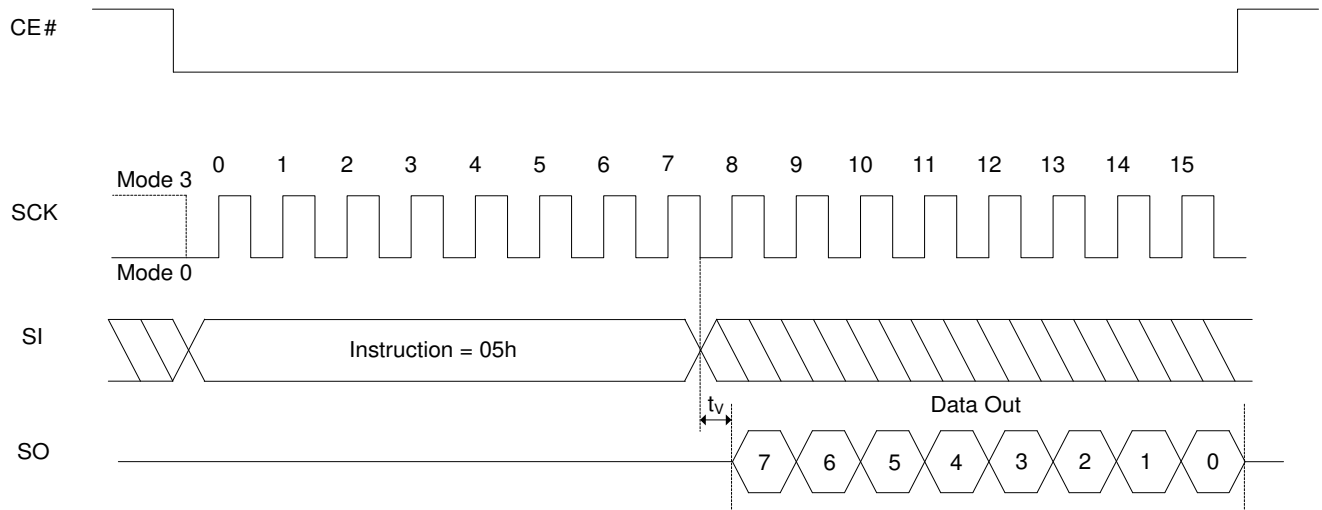 CE#
0 1 2 3 4 5 6 7 8 9 10 11 12 13 14 15
Mode 3
SCK
Mode 0
SI
Instruction = 05h
tV
Data Out
SO
7 6 5 4 3 2 1 0